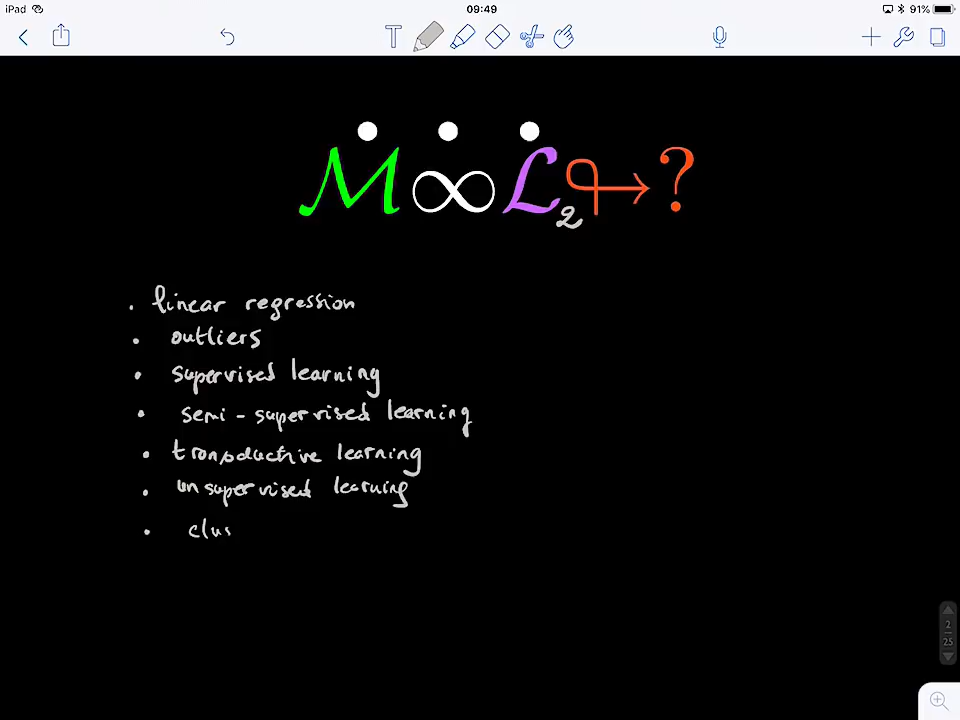 iPad
09:49
91%
T
M∞L2↬?
. linear regression
• outliers
• supervised learning
• semi-supervised learning
• transductive learning
• unsupervised learning
• clus
2
25